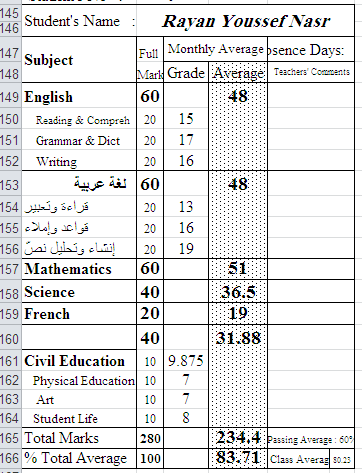 145
146 Student's Name : Rayan Youssef Nasr
147 Subject Full Monthly Average osence Days:
148 Mark Grade Average Teachers' Comments
149 English 60 48
150 Reading & Compreh 20 15
151 Grammar & Dict 20 17
152 Writing 20 16
153 لغة عربية 60 48
154 قراءة وتعبير 20 13
155 قواعد وإملاء 20 16
156 إنشاء وتحليل نصّ 20 19
157 Mathematics 60 51
158 Science 40 36.5
159 French 20 19
160 40 31.88
161 Civil Education 10 9.875
162 Physical Education 10 7
163 Art 10 7
164 Student Life 10 8
165 Total Marks 280 234.4 Passing Average : 60%
166 % Total Average 100 83.71 Class Averag 80.23